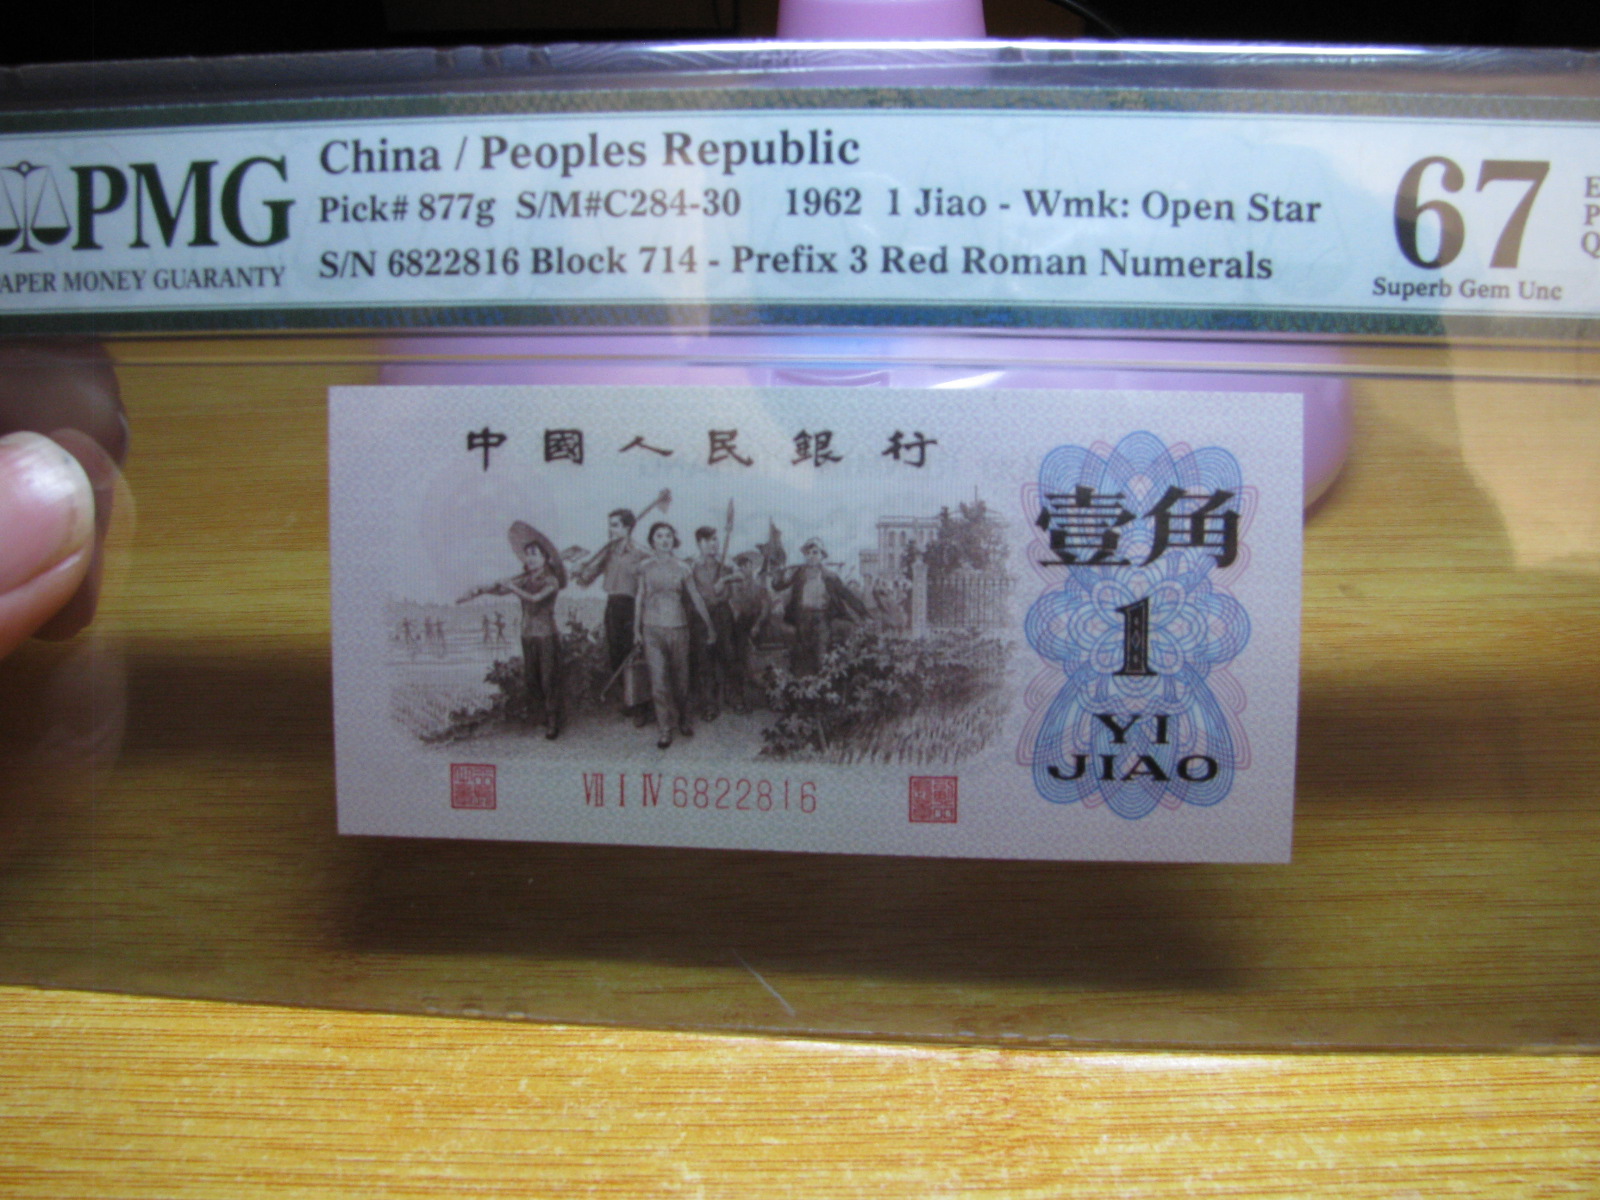 PMG
PAPER MONEY GUARANTY
China / Peoples Republic
Pick# 877g S/M#C284-30 1962 1 Jiao - Wmk: Open Star
S/N 6822816 Block 714 - Prefix 3 Red Roman Numerals
67
Superb Gem Unc
E
P
Q
中國人民銀行
壹角
1
YI
JIAO
VII I IV 6822816